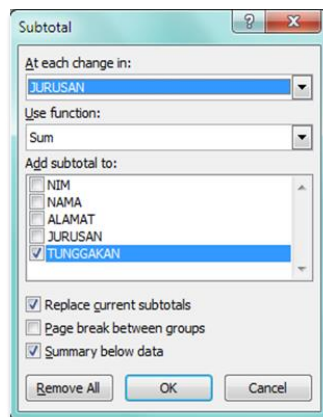 Subtotal
At each change in:
JURUSAN
Use function:
Sum
Add subtotal to:
NIM
NAMA
ALAMAT
JURUSAN
TUNGGAKAN
Replace current subtotals
Page break between groups
Summary below data
Remove All OK Cancel